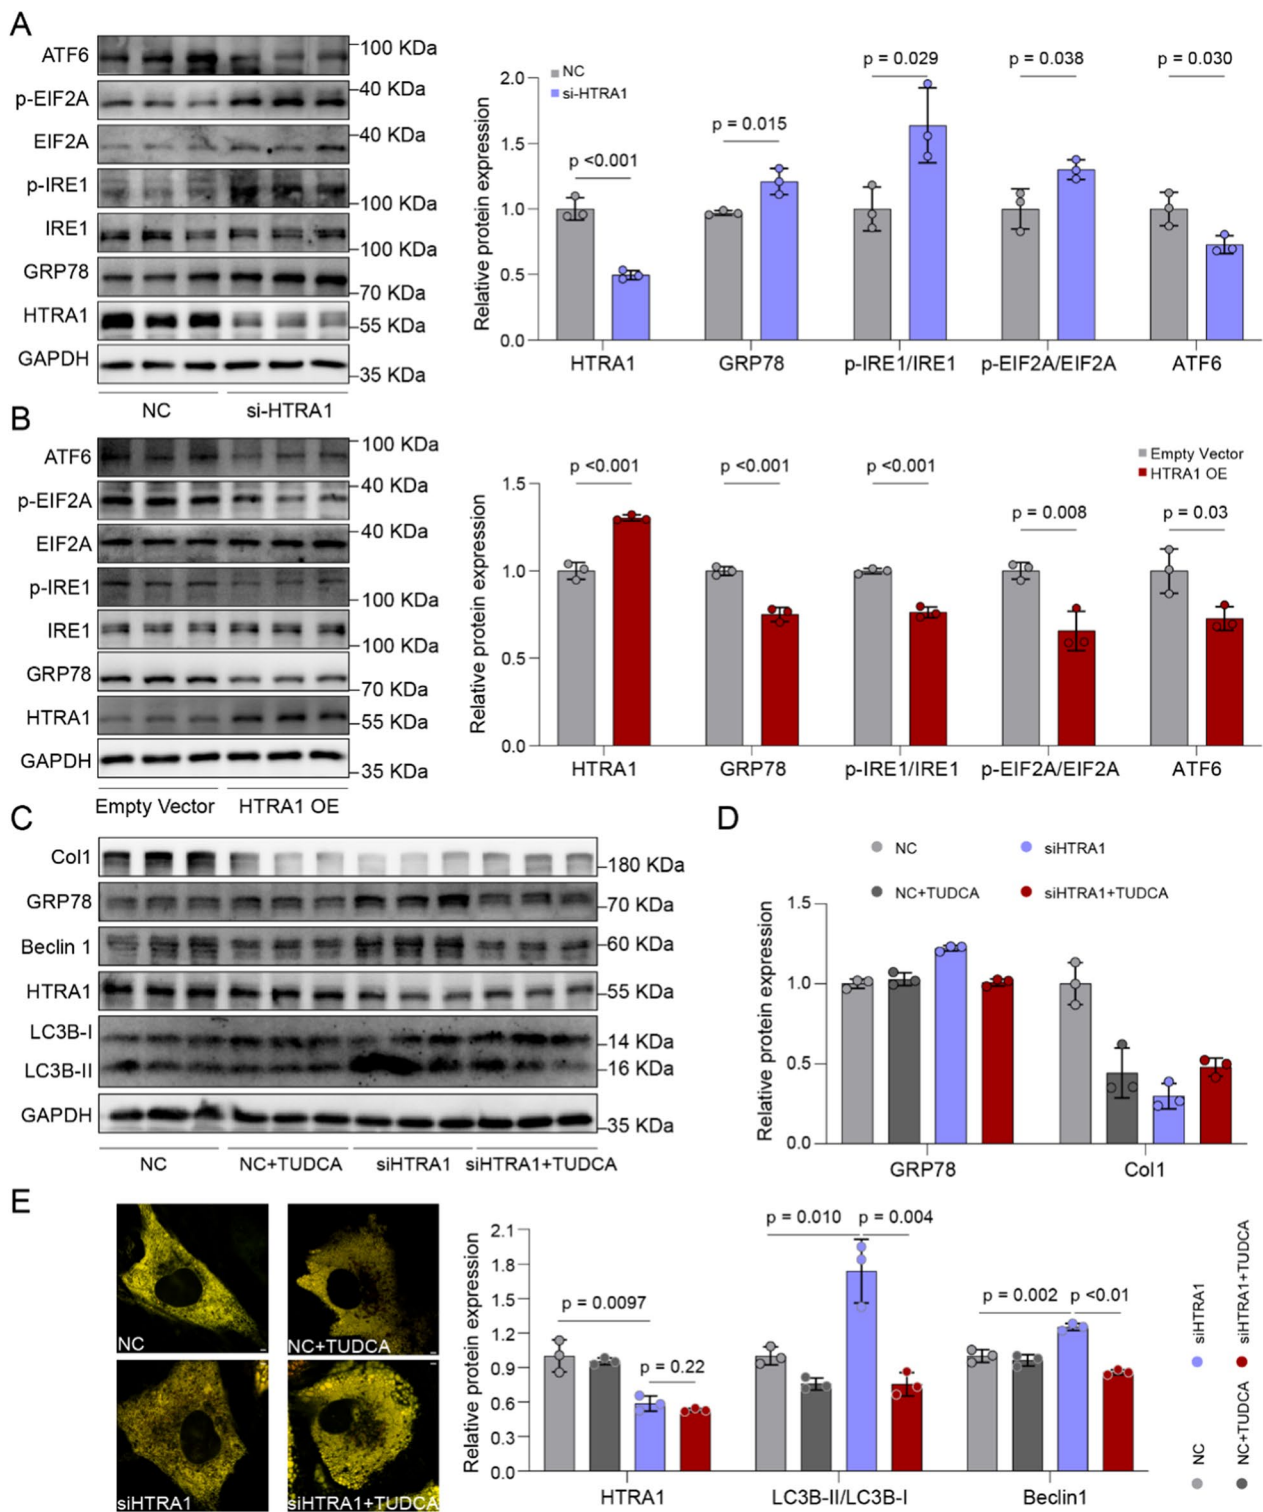 A
ATF6
100 KDa
p-EIF2A
40 KDa
EIF2A
40 KDa
p-IRE1
100 KDa
IRE1
100 KDa
GRP78
70 KDa
HTRA1
55 KDa
GAPDH
35 KDa
NC si-HTRA1
NC
si-HTRA1
Relative protein expression
2.0
1.5
1.0
0.5
0.0
p <0.001
p = 0.015
p = 0.029
p = 0.038
p = 0.030
HTRA1 GRP78 p-IRE1/IRE1 p-EIF2A/EIF2A ATF6
B
ATF6
100 KDa
p-EIF2A
40 KDa
EIF2A
40 KDa
p-IRE1
100 KDa
IRE1
100 KDa
GRP78
70 KDa
HTRA1
55 KDa
GAPDH
35 KDa
Empty Vector HTRA1 OE
Empty Vector
HTRA1 OE
Relative protein expression
1.5
1.0
0.5
0.0
p <0.001
p <0.001
p <0.001
p = 0.008
p = 0.03
HTRA1 GRP78 p-IRE1/IRE1 p-EIF2A/EIF2A ATF6
C
Col1
180 KDa
GRP78
70 KDa
Beclin 1
60 KDa
HTRA1
55 KDa
LC3B-I
14 KDa
LC3B-II
16 KDa
GAPDH
35 KDa
NC NC+TUDCA siHTRA1 siHTRA1+TUDCA
D
NC siHTRA1
NC+TUDCA siHTRA1+TUDCA
Relative protein expression
1.5
1.0
0.5
0.0
GRP78 Col1
E
NC
NC+TUDCA
siHTRA1
siHTRA1+TUDCA
Relative protein expression
2.1
1.8
1.5
1.2
0.9
0.6
0.3
0.0
p = 0.0097
p = 0.22
p = 0.010
p = 0.004
p = 0.002
p <0.01
HTRA1 LC3B-II/LC3B-I Beclin1
siHTRA1
siHTRA1+TUDCA
NC
NC+TUDCA